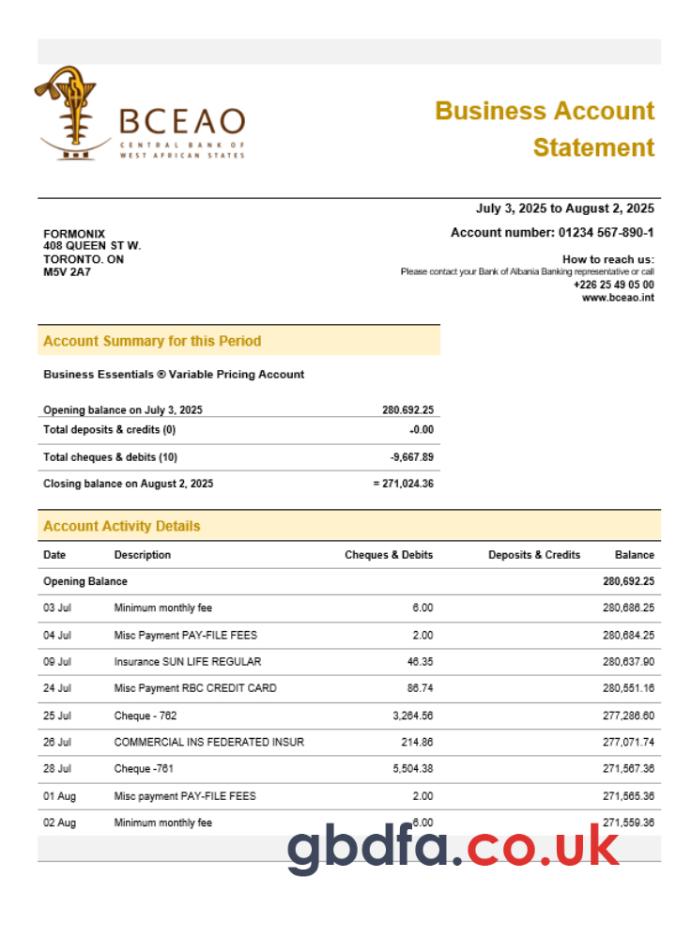 BCEAO
CENTRAL BANK OF
WEST AFRICAN STATES
Business Account
Statement
July 3, 2025 to August 2, 2025
Account number: 01234 567-890-1
FORMONIX
408 QUEEN ST W.
TORONTO. ON
M5V 2A7
How to reach us:
Please contact your Bank of Albania Banking representative or call
+226 25 49 05 00
www.bceao.int
Account Summary for this Period
Business Essentials ® Variable Pricing Account
Opening balance on July 3, 2025 280.692.25
Total deposits & credits (0) -0.00
Total cheques & debits (10) -9,667.89
Closing balance on August 2, 2025 = 271,024.36
Account Activity Details
Date Description Cheques & Debits Deposits & Credits Balance
Opening Balance 280,692.25
03 Jul Minimum monthly fee 6.00 280,686.25
04 Jul Misc Payment PAY-FILE FEES 2.00 280,684.25
09 Jul Insurance SUN LIFE REGULAR 46.35 280,637.90
24 Jul Misc Payment RBC CREDIT CARD 86.74 280,551.16
25 Jul Cheque - 762 3,264.56 277,286.60
26 Jul COMMERCIAL INS FEDERATED INSUR 214.86 277,071.74
28 Jul Cheque -761 5,504.38 271,567.36
01 Aug Misc payment PAY-FILE FEES 2.00 271,565.36
02 Aug Minimum monthly fee 6.00 271,559.36
gbdfa.co.uk